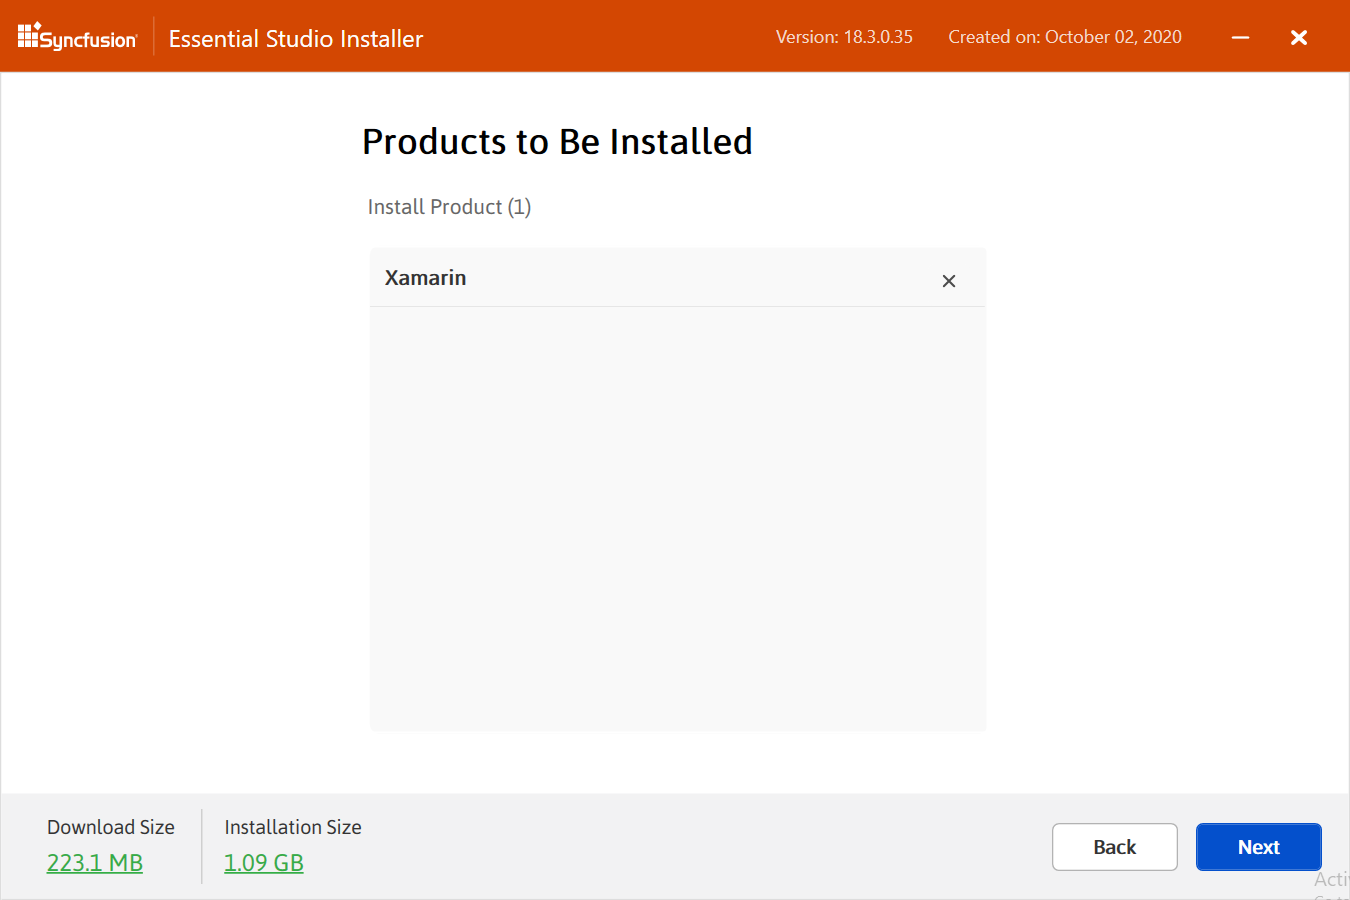 Syncfusion
Essential Studio Installer
Version: 18.3.0.35
Created on: October 02, 2020
Products to Be Installed
Install Product (1)
Xamarin
Download Size
Installation Size
223.1 MB
1.09 GB
Back
Next
Acti